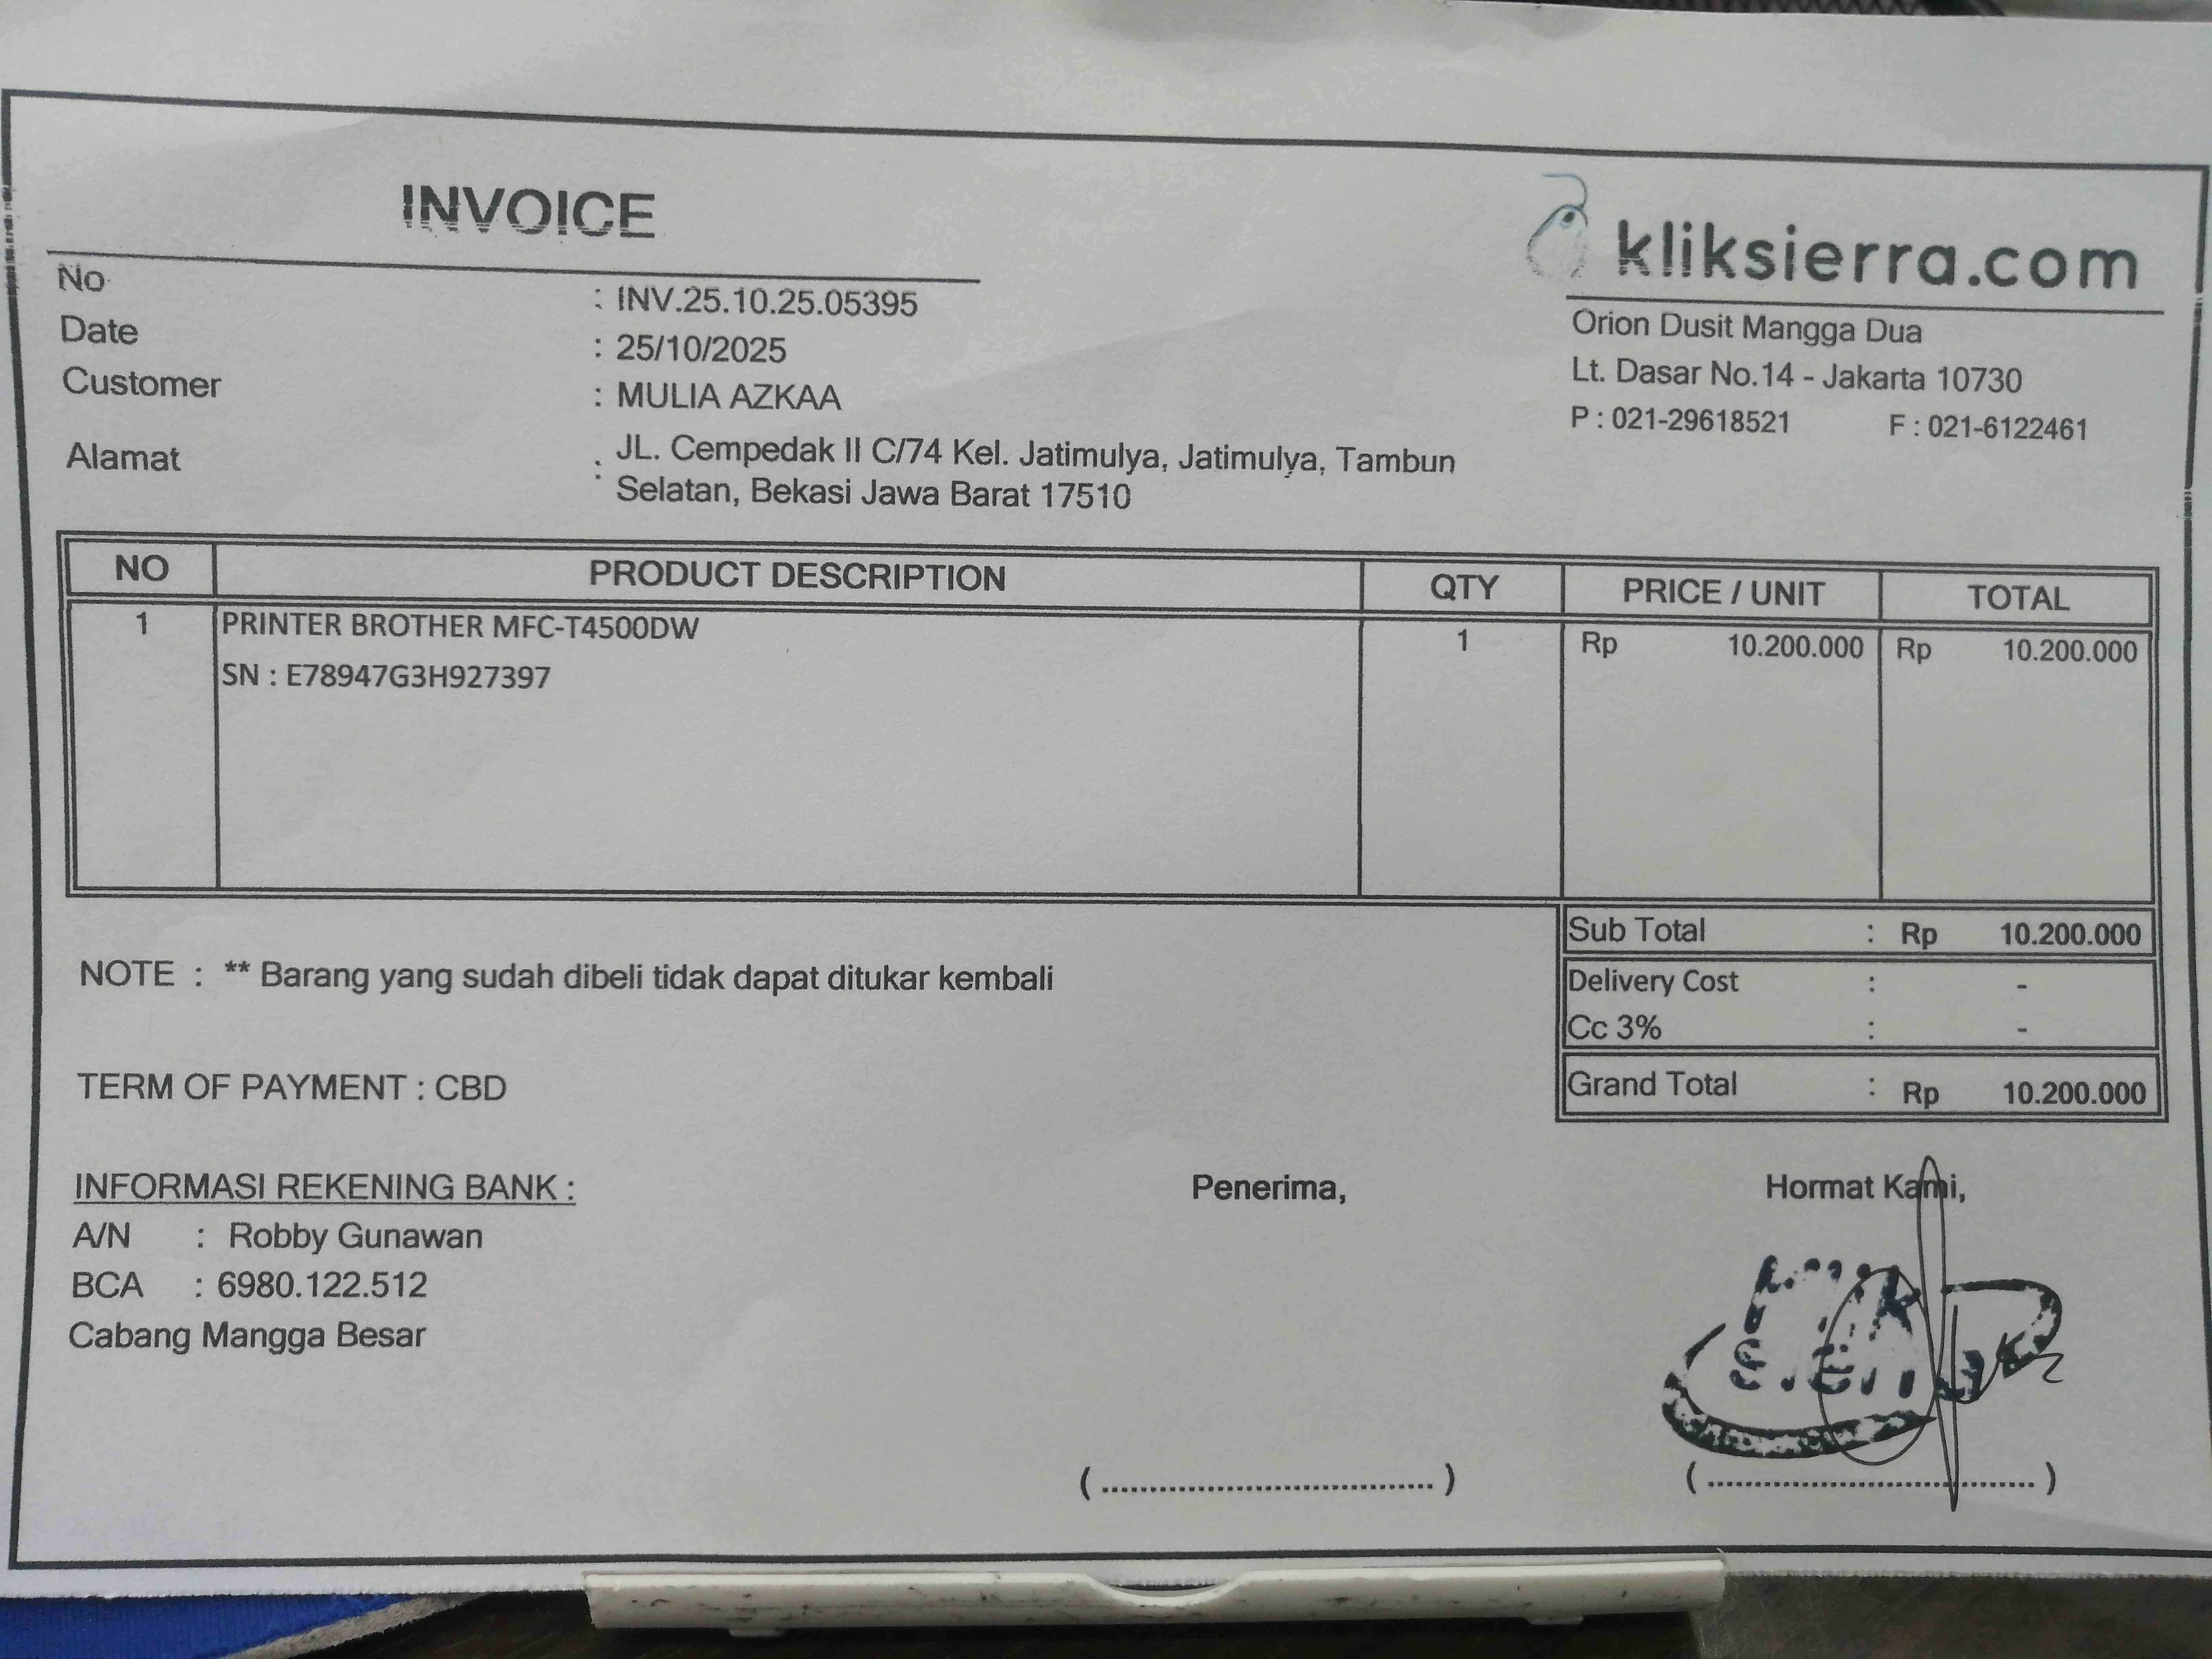 INVOICE
kliksierra.com
Orion Dusit Mangga Dua
Lt. Dasar No.14 - Jakarta 10730
P : 021-29618521 F : 021-6122461
No : INV.25.10.25.05395
Date : 25/10/2025
Customer : MULIA AZKAA
Alamat : JL. Cempedak II C/74 Kel. Jatimulya, Jatimulya, Tambun
Selatan, Bekasi Jawa Barat 17510
NO PRODUCT DESCRIPTION QTY PRICE / UNIT TOTAL
1 PRINTER BROTHER MFC-T4500DW 1 Rp 10.200.000 Rp 10.200.000
SN : E78947G3H927397
Sub Total : Rp 10.200.000
NOTE : ** Barang yang sudah dibeli tidak dapat ditukar kembali
Delivery Cost : -
Cc 3% : -
TERM OF PAYMENT : CBD
Grand Total : Rp 10.200.000
INFORMASI REKENING BANK :
A/N : Robby Gunawan
BCA : 6980.122.512
Cabang Mangga Besar
Penerima,
Hormat Kami,
( .................................. ) ( .................................. )